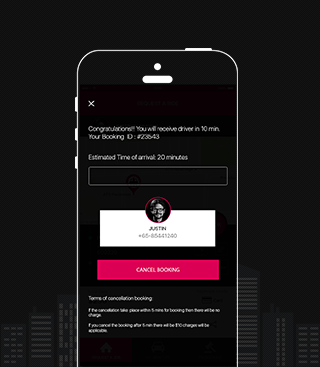 Congratulations!! You will receive driver in 10 min.
Your Booking ID : #23543
Estimated Time of arrival: 20 minutes
JUSTIN
+65-85441240
CANCEL BOOKING
Terms of cancellation booking
If the cancellation take place within 5 mins for booking then there will be no
charge.
If you cancel the booking after 5 min there will be $10 charges will be
applicable.